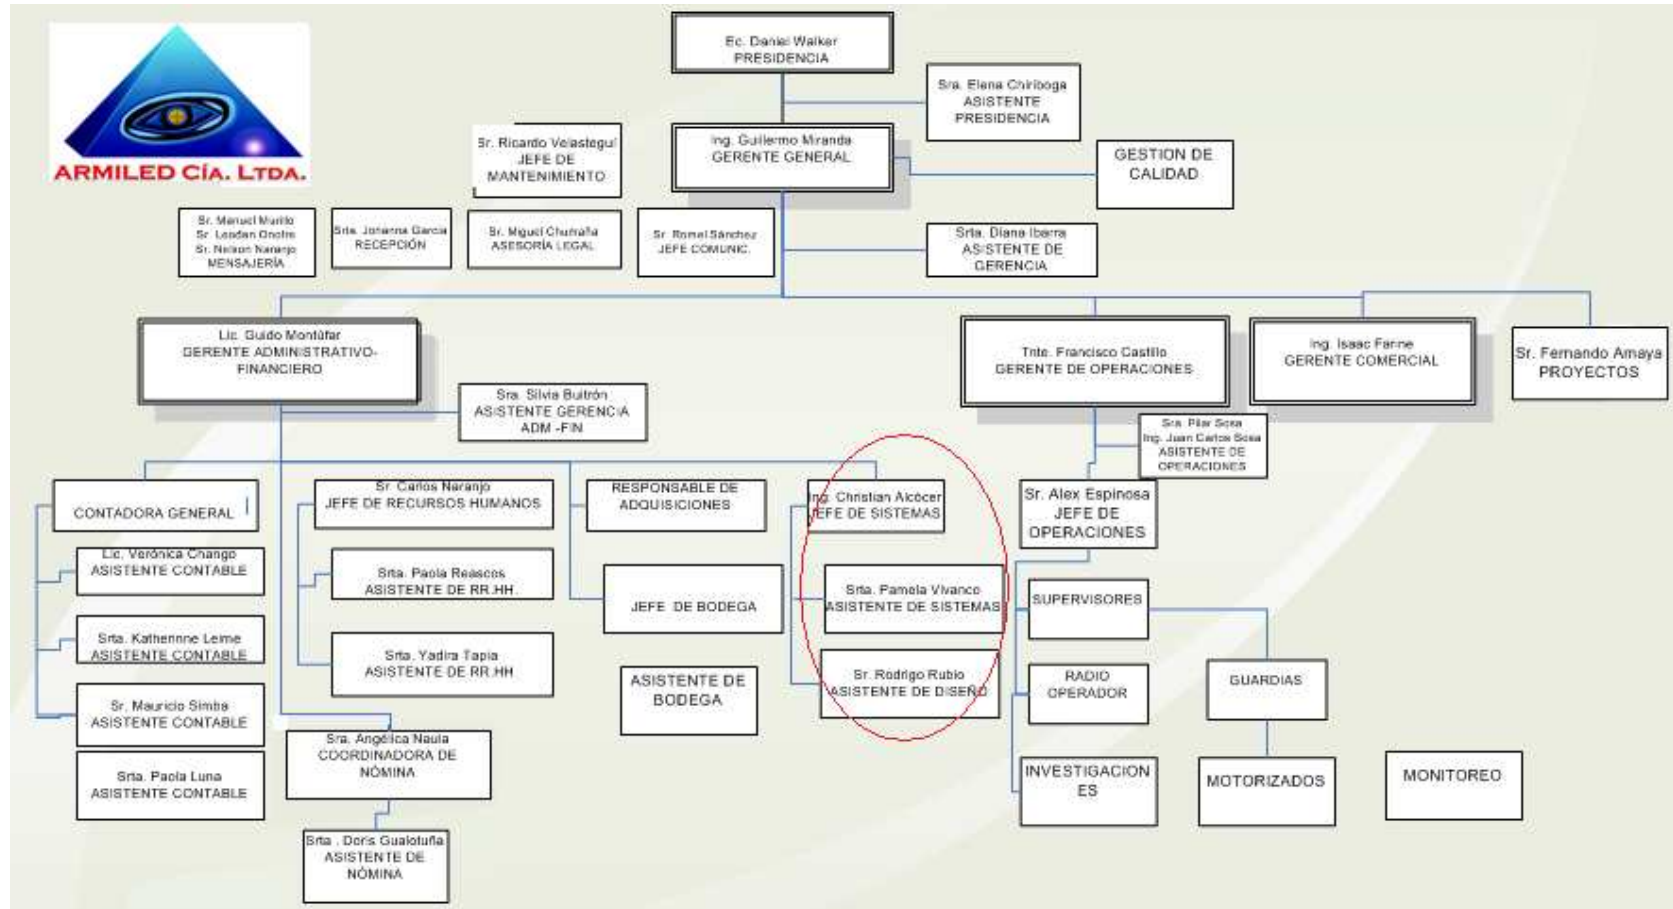 ARMILED CÍA. LTDA.
Ec. Daniel Walker
PRESIDENCIA
Sra. Elena Chiriboga
ASISTENTE
PRESIDENCIA
Sr. Ricardo Velastegui
JEFE DE
MANTENIMIENTO
Ing. Guillermo Miranda
GERENTE GENERAL
GESTION DE
CALIDAD
Sr. Manuel Murillo
Sr. Onofre
Sr. Nelson Naranjo
MENSAJERÍA
Srta. Johanna Garcia
RECEPCIÓN
Sr. Miguel Churraña
ASESORÍA LEGAL
Sr. Romel Sánchez
JEFE COMUNIC.
Srta. Diana Ibarra
ASISTENTE DE
GERENCIA
Lic. Guido Montúfar
GERENTE ADMINISTRATIVO-
FINANCIERO
Tnte. Francisco Castillo
GERENTE DE OPERACIONES
Ing. Isaac Farine
GERENTE COMERCIAL
Sr. Fernando Amaya
PROYECTOS
Sra. Silvia Buitrón
ASISTENTE GERENCIA
ADM -FIN
Sra. Pilar Sosa
Ing. Juan Carlos Sosa
ASISTENTE DE
OPERACIONES
CONTADORA GENERAL
Sr. Carlos Naranjo
JEFE DE RECURSOS HUMANOS
RESPONSABLE DE
ADQUISICIONES
Ing. Christian Alcócer
JEFE DE SISTEMAS
Sr. Alex Espinosa
JEFE DE
OPERACIONES
Lic. Verónica Chango
ASISTENTE CONTABLE
Srta. Paola Reascos
ASISTENTE DE RR.HH.
JEFE DE BODEGA
Srta. Pamela Vivanco
ASISTENTE DE SISTEMAS
SUPERVISORES
Srta. Katherinne Leime
ASISTENTE CONTABLE
Srta. Yadira Tapia
ASISTENTE DE RR.HH
ASISTENTE DE
BODEGA
Sr. Rodrigo Rubio
ASISTENTE DE DISEÑO
RADIO
OPERADOR
GUARDIAS
Sr. Mauricio Simba
ASISTENTE CONTABLE
Sra. Angélica Naula
COORDINADORA DE
NÓMINA
Srta. Paola Luna
ASISTENTE CONTABLE
INVESTIGACION
ES
MOTORIZADOS
MONITOREO
Srta . Doris Gualotuña
ASISTENTE DE
NÓMINA